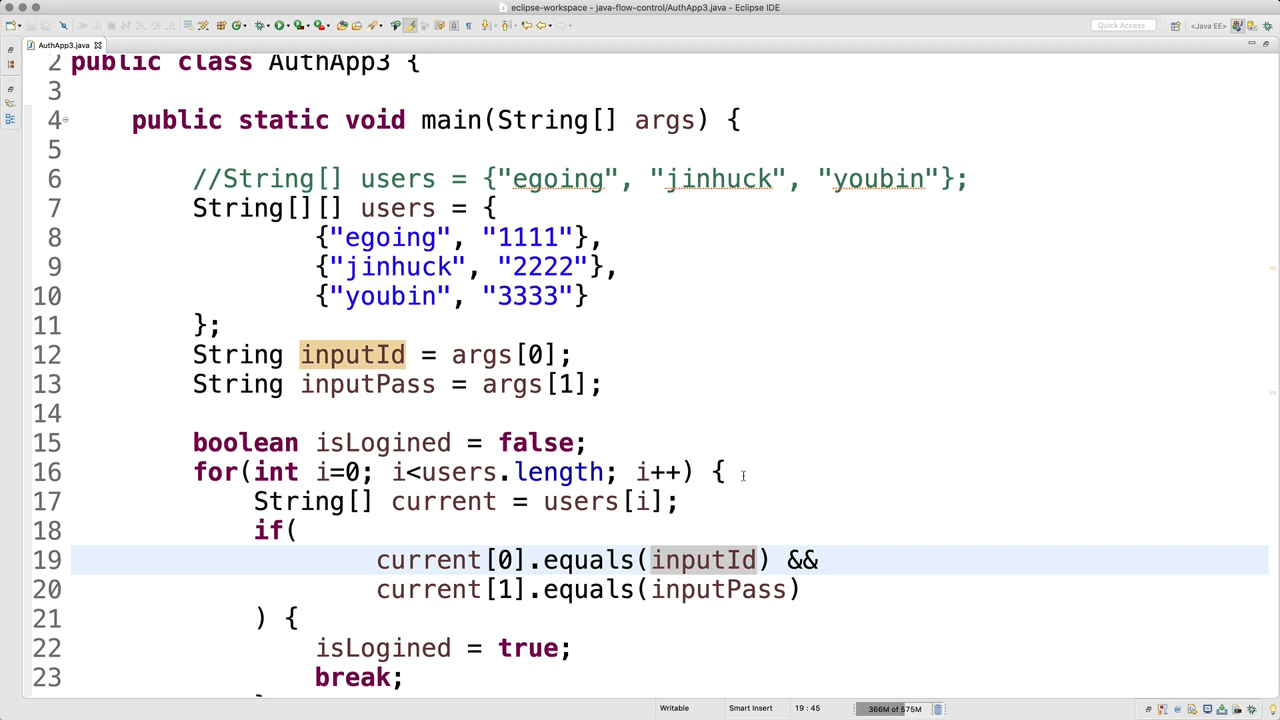 eclipse-workspace - java-flow-control/AuthApp3.java - Eclipse IDE
Quick Access
<Java EE>
AuthApp3.java
2 public class AuthApp3 {
3
4 public static void main(String[] args) {
5
6 //String[] users = {"egoing", "jinhuck", "youbin"};
7 String[][] users = {
8 {"egoing", "1111"},
9 {"jinhuck", "2222"},
10 {"youbin", "3333"}
11 };
12 String inputId = args[0];
13 String inputPass = args[1];
14
15 boolean isLogined = false;
16 for(int i=0; i<users.length; i++) {
17 String[] current = users[i];
18 if(
19 current[0].equals(inputId) &&
20 current[1].equals(inputPass)
21 ) {
22 isLogined = true;
23 break;
Writable
Smart Insert
19 : 45
366M of 575M